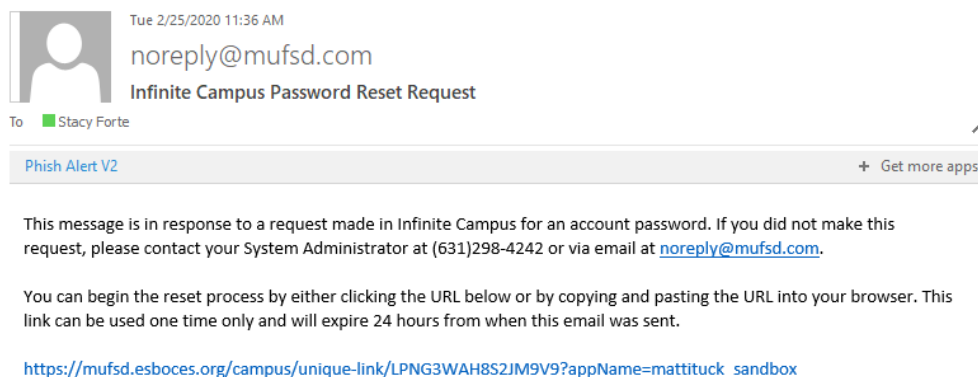 Tue 2/25/2020 11:36 AM
noreply@mufsd.com
Infinite Campus Password Reset Request
To Stacy Forte
Phish Alert V2
+ Get more apps
This message is in response to a request made in Infinite Campus for an account password. If you did not make this
request, please contact your System Administrator at (631)298-4242 or via email at noreply@mufsd.com.
You can begin the reset process by either clicking the URL below or by copying and pasting the URL into your browser. This
link can be used one time only and will expire 24 hours from when this email was sent.
https://mufsd.esboces.org/campus/unique-link/LPNG3WAH8S2JM9V9?appName=mattituck_sandbox